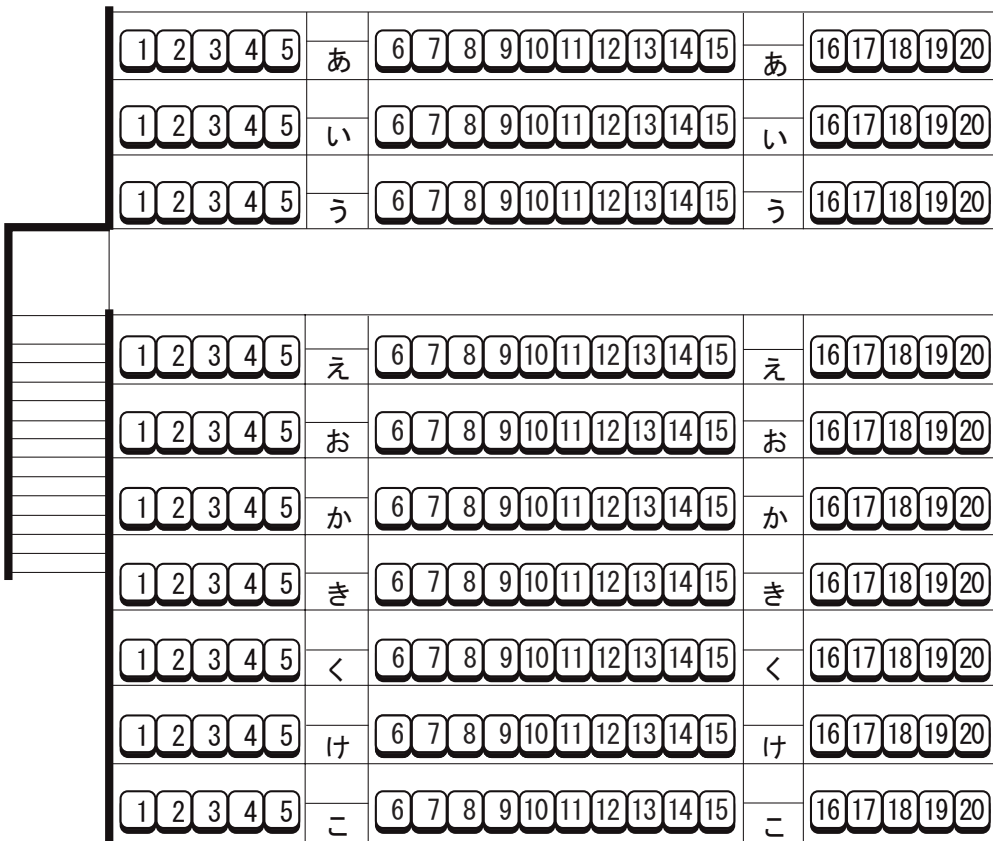 1 2 3 4 5 あ 6 7 8 9 10 11 12 13 14 15 あ 16 17 18 19 20
1 2 3 4 5 い 6 7 8 9 10 11 12 13 14 15 い 16 17 18 19 20
1 2 3 4 5 う 6 7 8 9 10 11 12 13 14 15 う 16 17 18 19 20
1 2 3 4 5 え 6 7 8 9 10 11 12 13 14 15 え 16 17 18 19 20
1 2 3 4 5 お 6 7 8 9 10 11 12 13 14 15 お 16 17 18 19 20
1 2 3 4 5 か 6 7 8 9 10 11 12 13 14 15 か 16 17 18 19 20
1 2 3 4 5 き 6 7 8 9 10 11 12 13 14 15 き 16 17 18 19 20
1 2 3 4 5 く 6 7 8 9 10 11 12 13 14 15 く 16 17 18 19 20
1 2 3 4 5 け 6 7 8 9 10 11 12 13 14 15 け 16 17 18 19 20
1 2 3 4 5 こ 6 7 8 9 10 11 12 13 14 15 こ 16 17 18 19 20